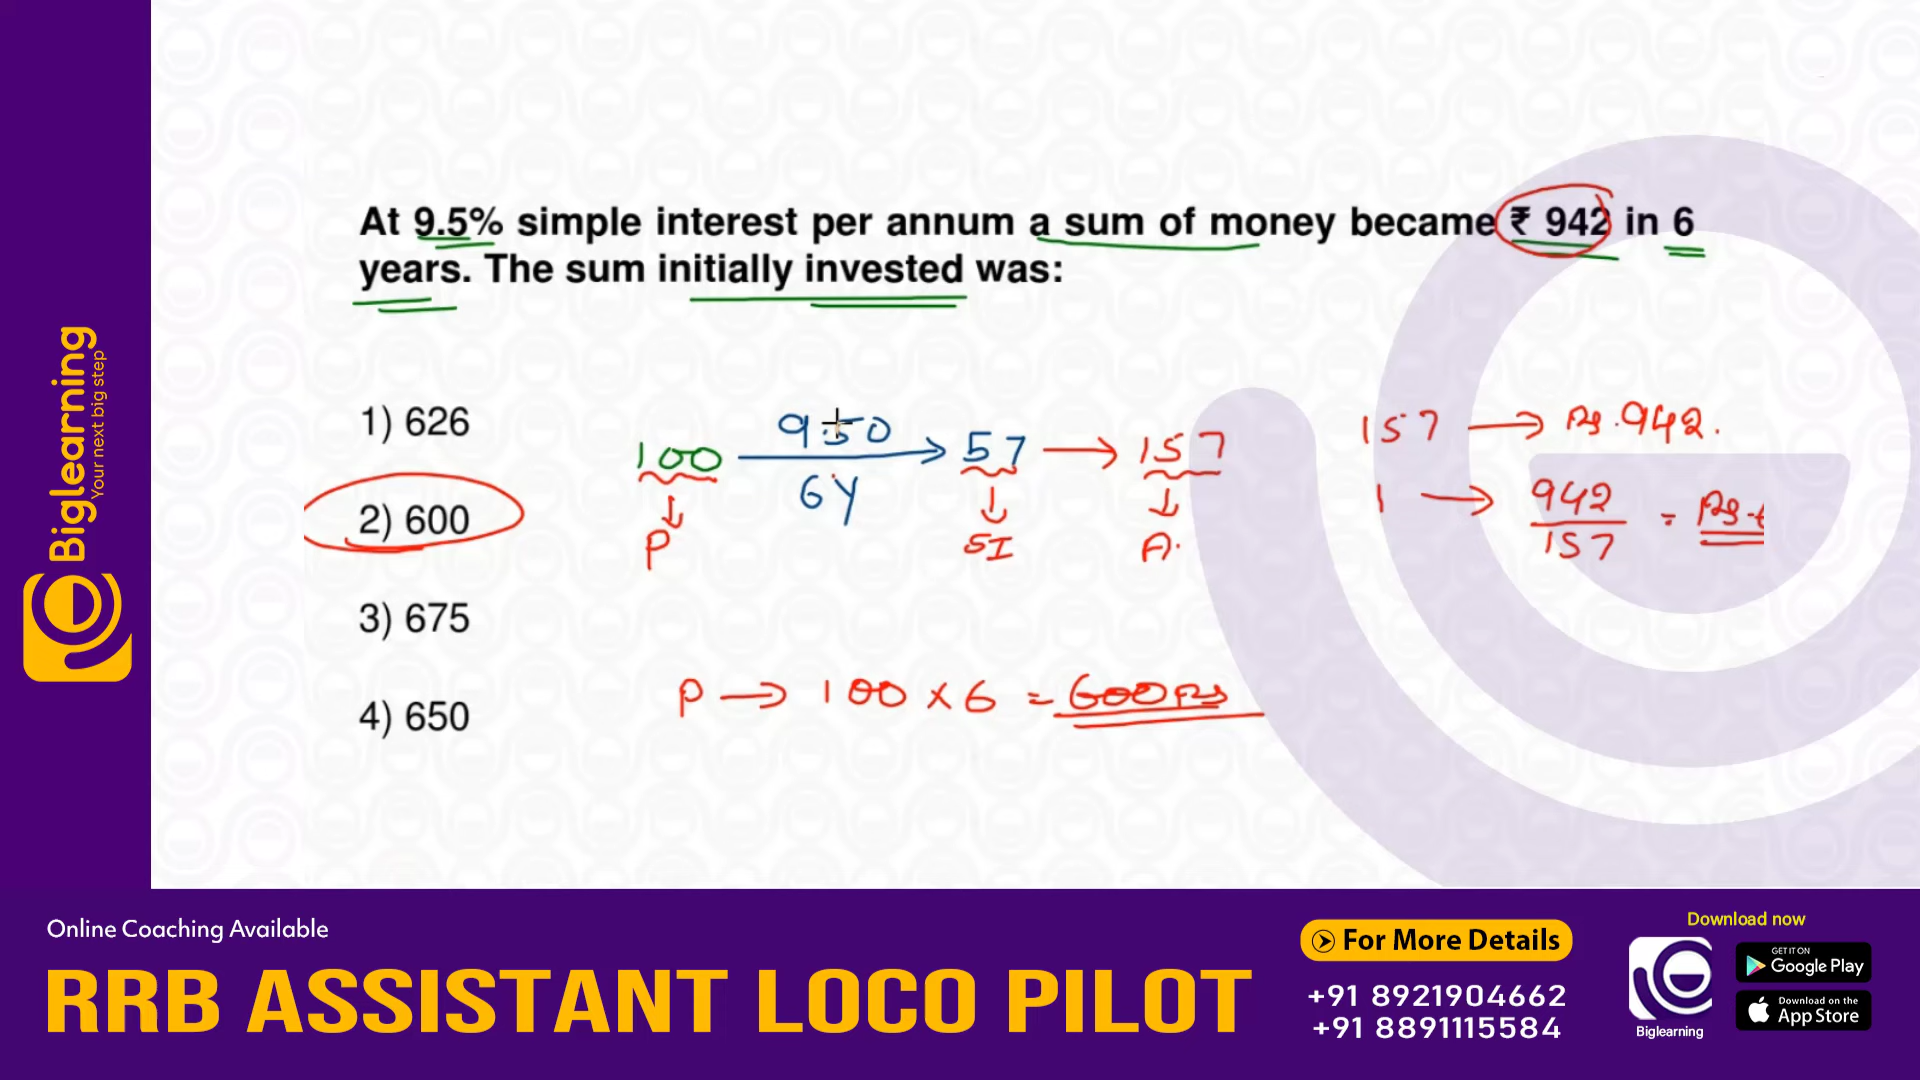 At 9.5% simple interest per annum a sum of money became ₹ 942 in 6
years. The sum initially invested was:
1) 626
2) 600
3) 675
4) 650
100 9.50 57 → 157
6Y
P SI A.
157 → Rs.942.
1 → 942
157
= Rs
P → 100 × 6 = 600 Rs
Biglearning
Your next big step
Online Coaching Available
RRB ASSISTANT LOCO PILOT
For More Details
+91 8921904662
+91 8891115584
Download now
Biglearning
GET IT ON
Google Play
Download on the
App Store